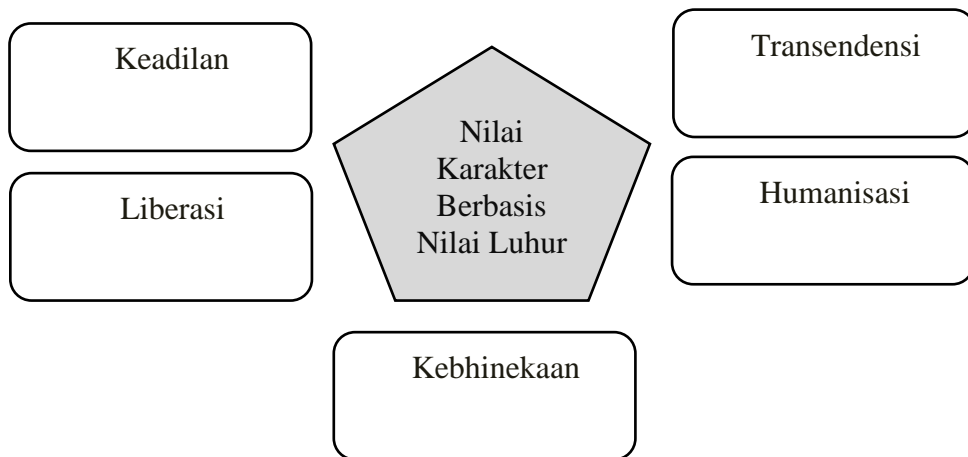 Keadilan
Transendensi
Nilai
Karakter
Berbasis
Nilai Luhur
Liberasi
Humanisasi
Kebhinekaan